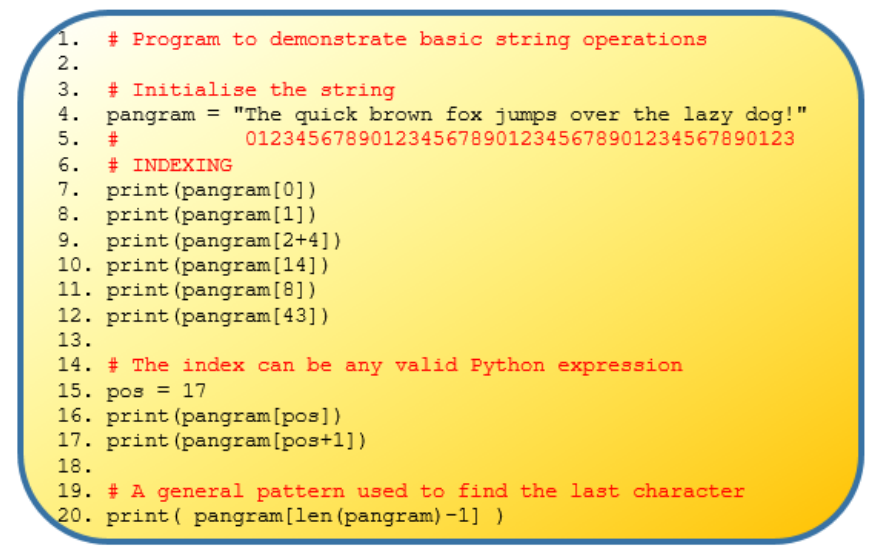 1. # Program to demonstrate basic string operations
2.
3. # Initialise the string
4. pangram = "The quick brown fox jumps over the lazy dog!"
5. #          01234567890123456789012345678901234567890123
6. # INDEXING
7. print(pangram[0])
8. print(pangram[1])
9. print(pangram[2+4])
10. print(pangram[14])
11. print(pangram[8])
12. print(pangram[43])
13.
14. # The index can be any valid Python expression
15. pos = 17
16. print(pangram[pos])
17. print(pangram[pos+1])
18.
19. # A general pattern used to find the last character
20. print( pangram[len(pangram)-1] )